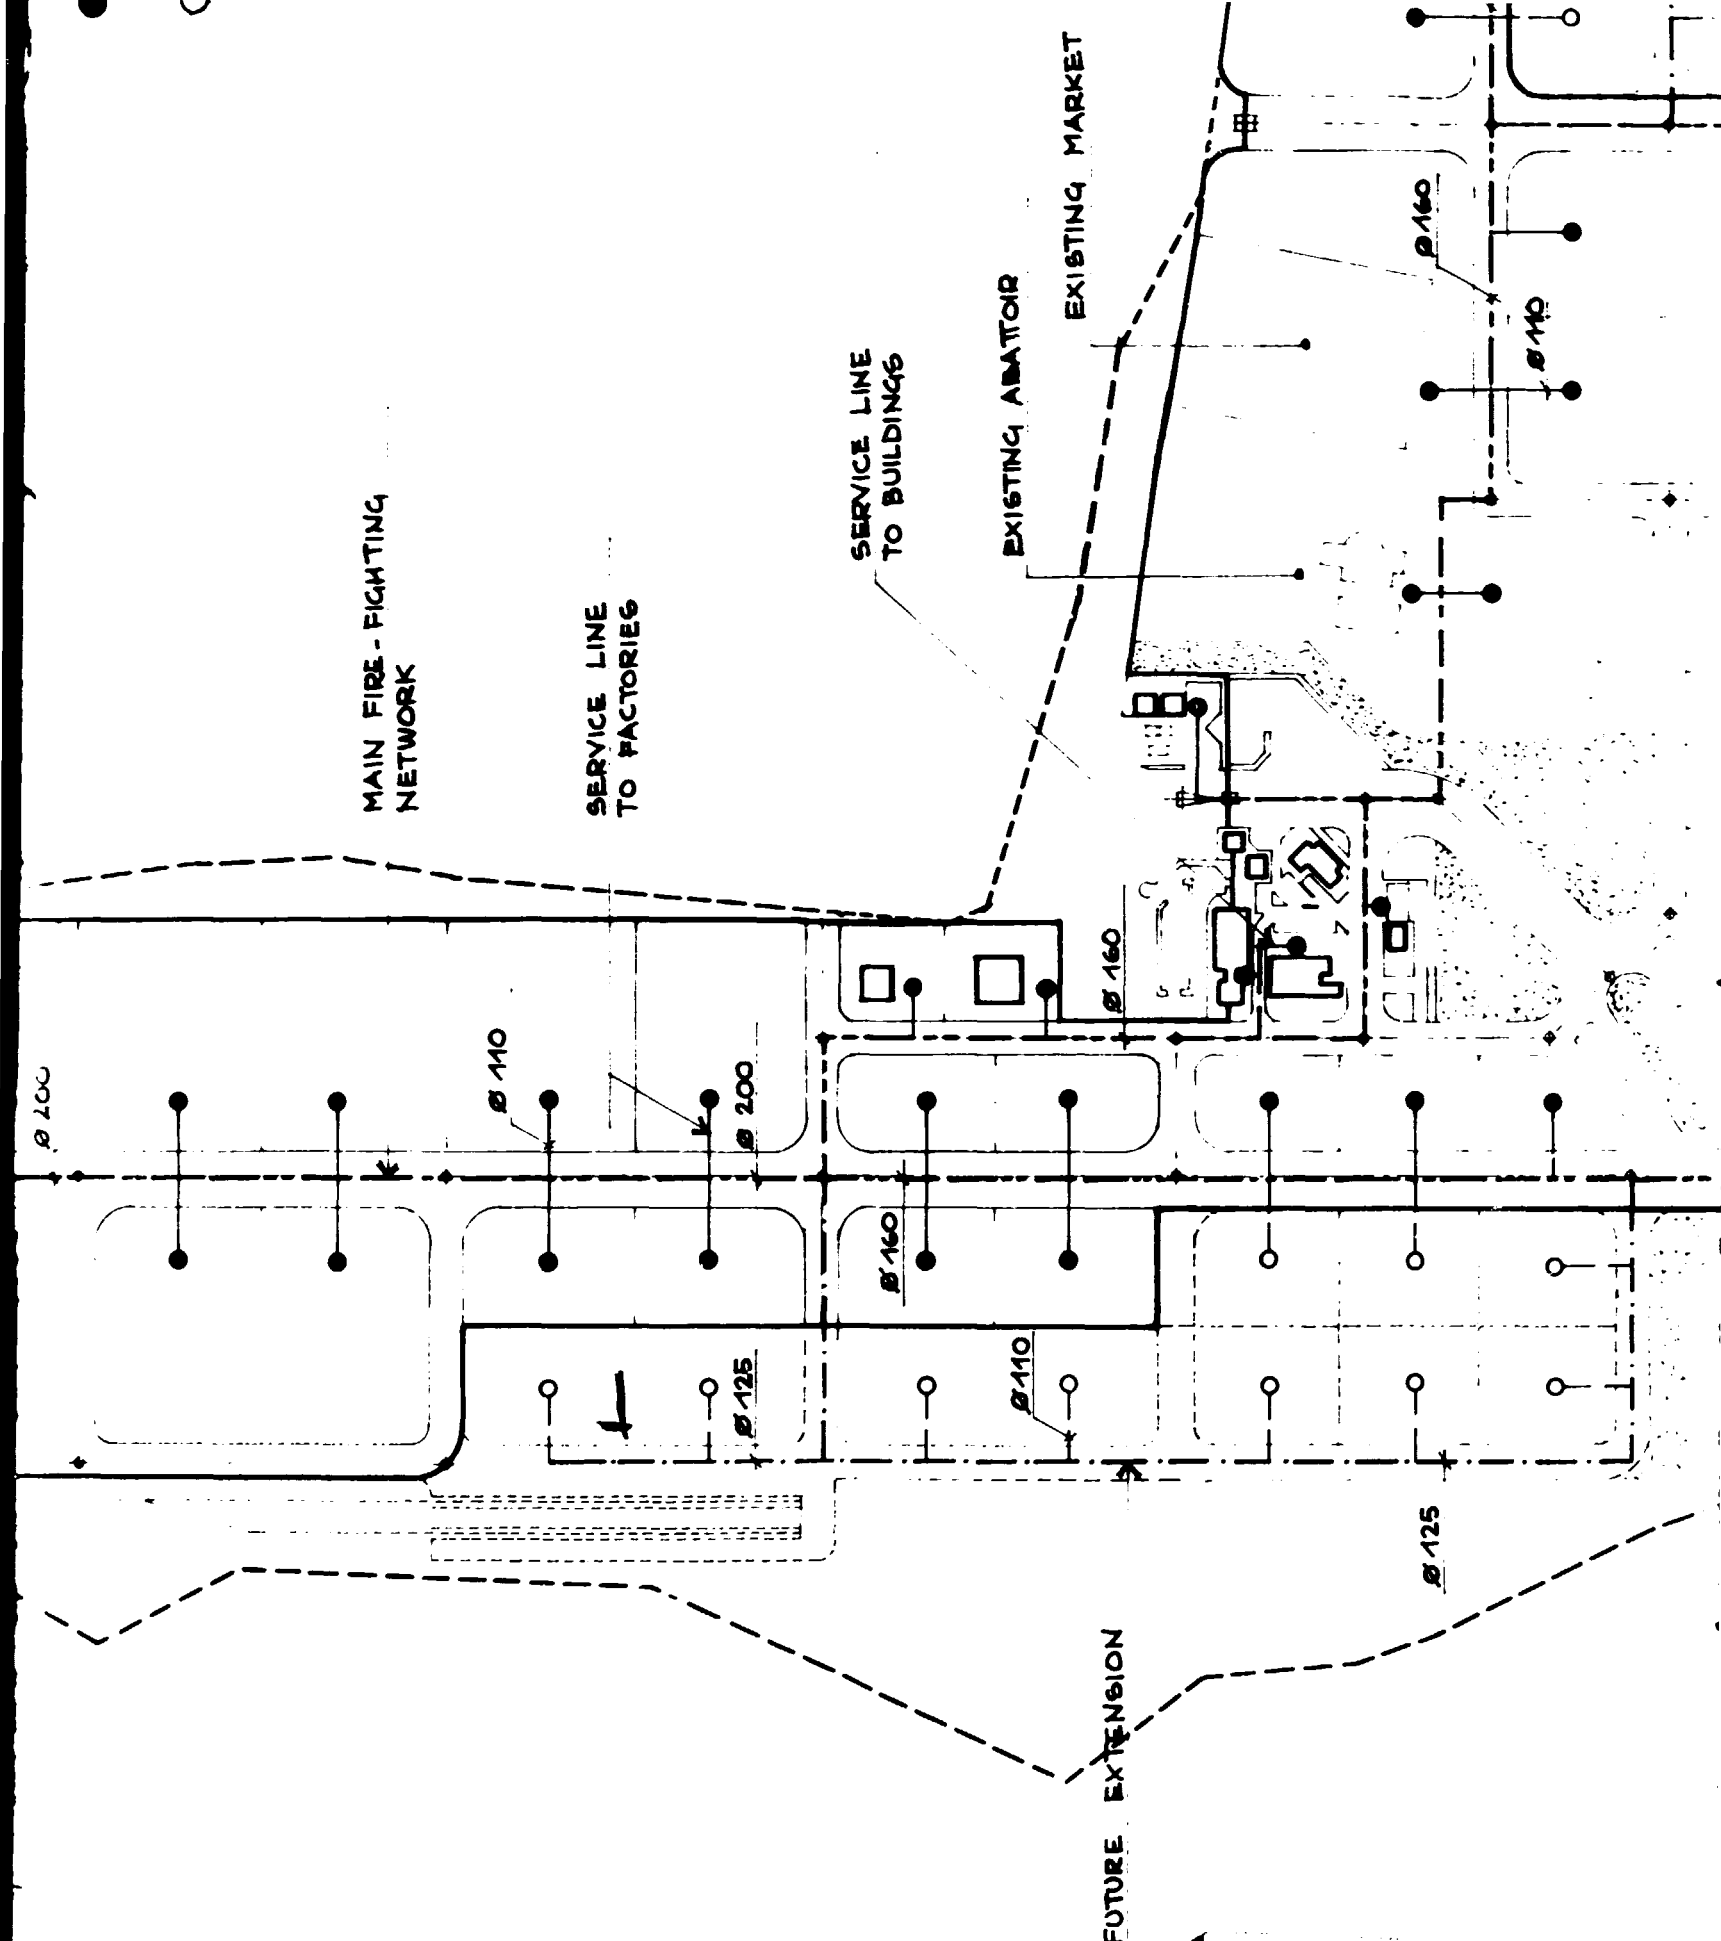 MAIN FIRE-FIGHTING
NETWORK
SERVICE LINE
TO FACTORIES
SERVICE LINE
TO BUILDINGS
EXISTING ABATTOIR
EXISTING MARKET
Ø 160
Ø 110
Ø 160
Ø 200
Ø 110
Ø 200
Ø 160
Ø 125
Ø 110
Ø 125
FUTURE EXTENSION